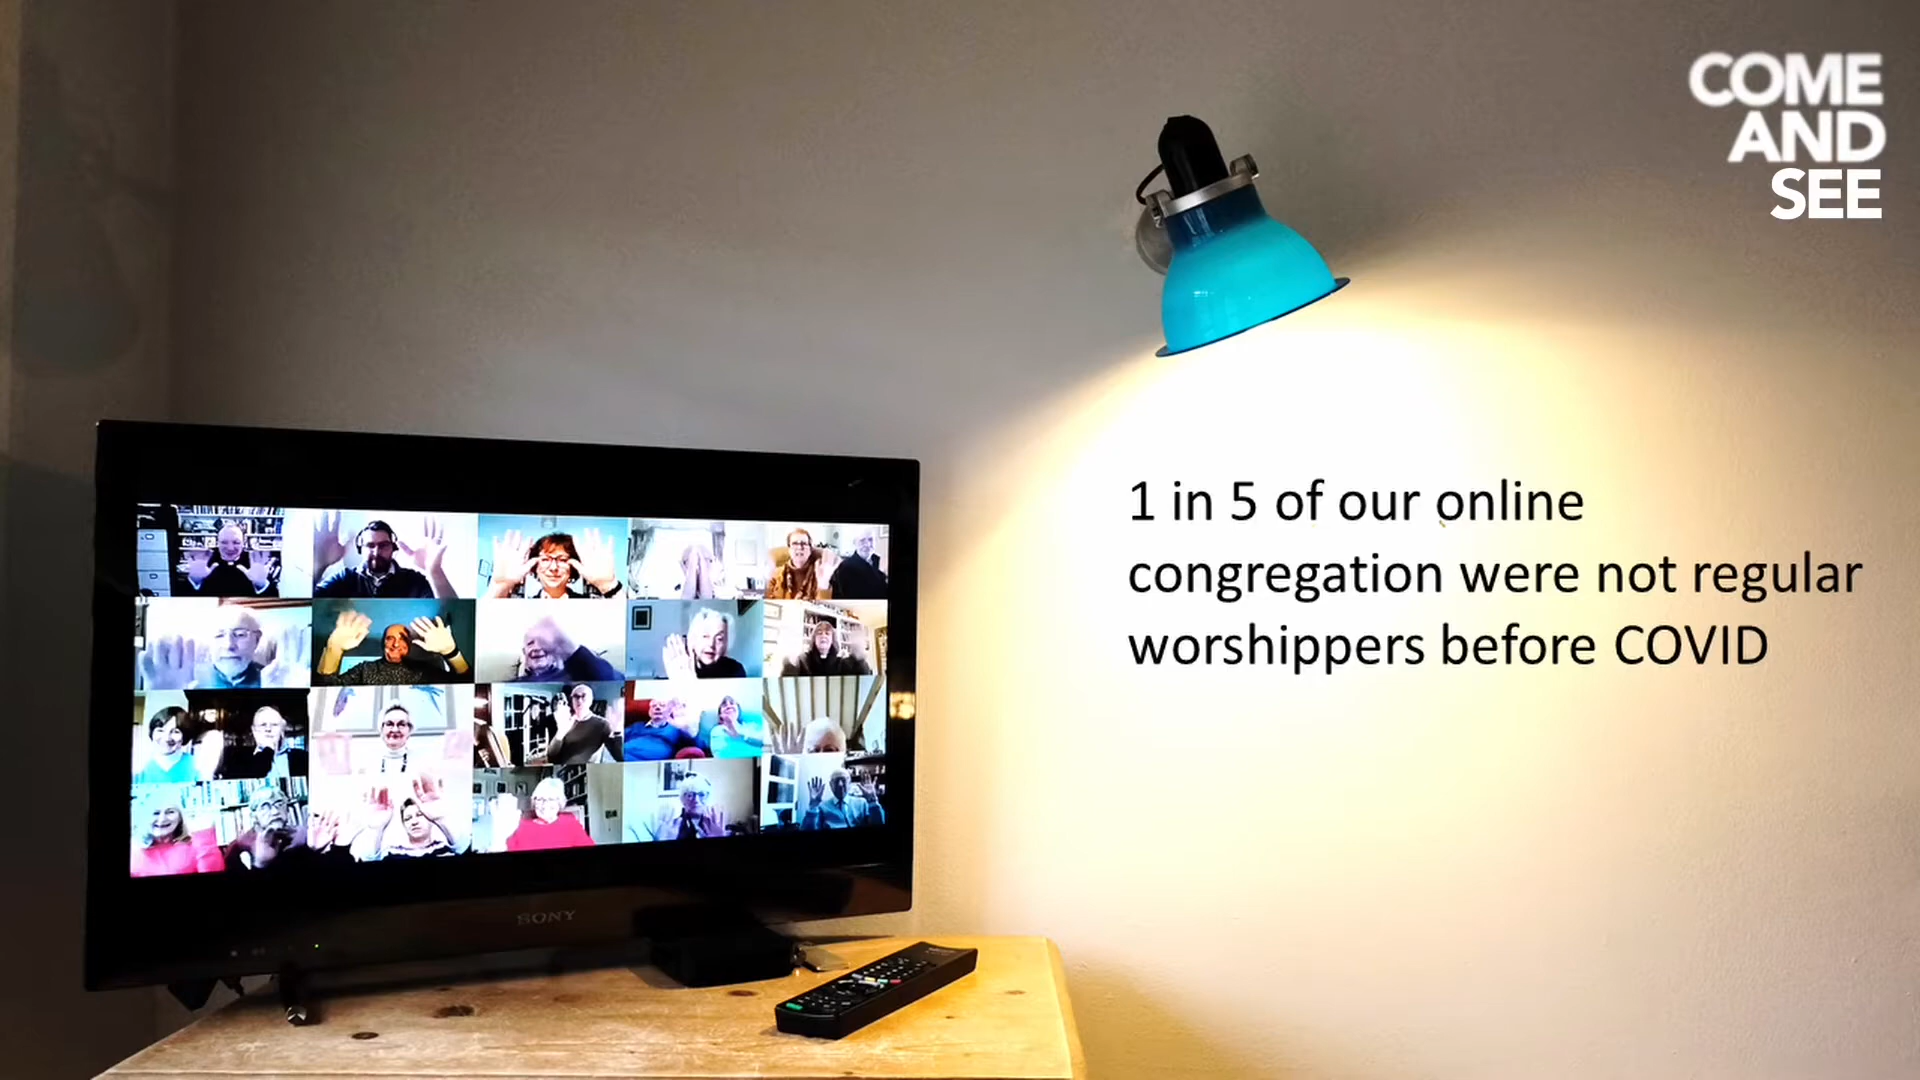 COME
AND
SEE
1 in 5 of our online
congregation were not regular
worshippers before COVID
SONY